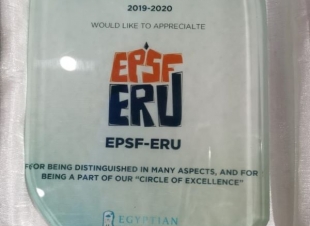 2019-2020
WOULD LIKE TO APPRECIALTE
EPSF
ERU
EPSF-ERU
FOR BEING DISTINGUISHED IN MANY ASPECTS, AND FOR
BEING A PART OF OUR "CIRCLE OF EXCELLENCE"
EGYPTIAN